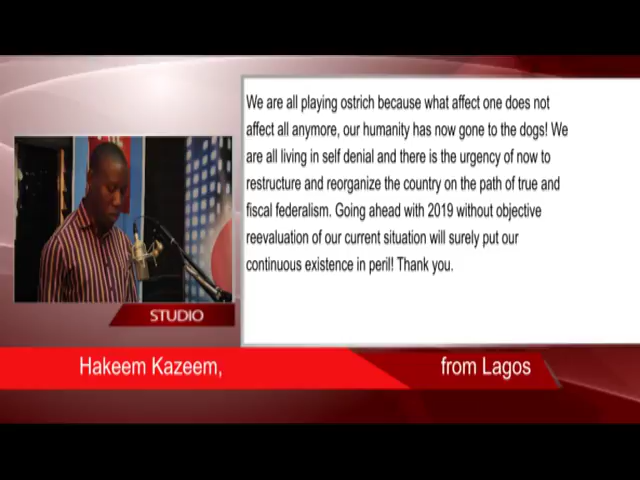 We are all playing ostrich because what affect one does not
affect all anymore, our humanity has now gone to the dogs! We
are all living in self denial and there is the urgency of now to
restructure and reorganize the country on the path of true and
fiscal federalism. Going ahead with 2019 without objective
reevaluation of our current situation will surely put our
continuous existence in peril! Thank you.
STUDIO
Hakeem Kazeem, from Lagos